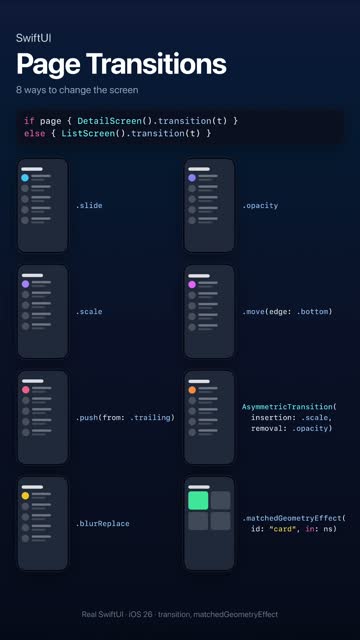 SwiftUI
Page Transitions
8 ways to change the screen
if page { DetailScreen().transition(t) }
else { ListScreen().transition(t) }
.slide
.opacity
.scale
.move(edge: .bottom)
.push(from: .trailing)
AsymmetricTransition(
insertion: .scale,
removal: .opacity)
.blurReplace
.matchedGeometryEffect(
id: "card", in: ns)
Real SwiftUI · iOS 26 · transition, matchedGeometryEffect